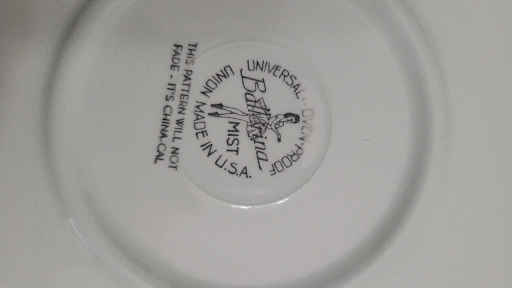 UNIVERSAL OVEN-PROOF
Ballerina
MIST
UNION MADE IN U.S.A.
THIS PATTERN WILL NOT
FADE - IT'S CHINA-CAL